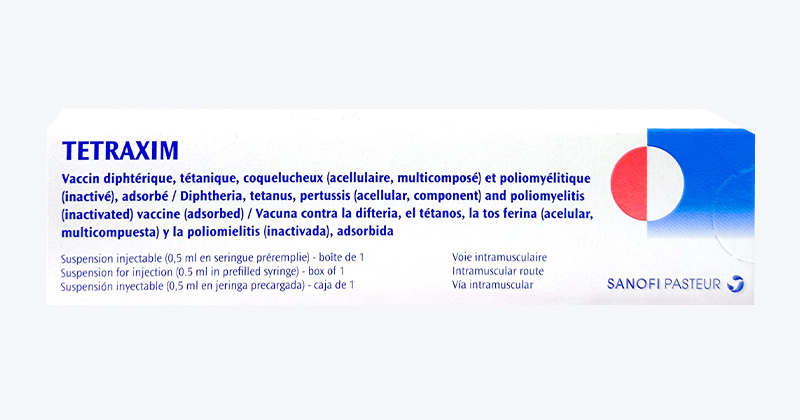 TETRAXIM
Vaccin diphtérique, tétanique, coquelucheux (acellulaire, multicomposé) et poliomyélitique
(inactivé), adsorbé / Diphtheria, tetanus, pertussis (acellular, component) and poliomyelitis
(inactivated) vaccine (adsorbed) / Vacuna contra la difteria, el tétanos, la tos ferina (acelular,
multicompuesta) y la poliomielitis (inactivada), adsorbida
Suspension injectable (0,5 ml en seringue préremplie) - boîte de 1
Suspension for injection (0.5 ml in prefilled syringe) - box of 1
Suspensión inyectable (0,5 ml en jeringa precargada) - caja de 1
Voie intramusculaire
Intramuscular route
Vía intramuscular
SANOFI PASTEUR